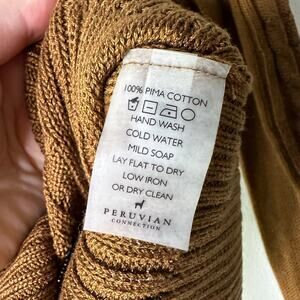 100% PIMA COTTON
HAND WASH
COLD WATER
MILD SOAP
LAY FLAT TO DRY
LOW IRON
OR DRY CLEAN
PERUVIAN
CONNECTION